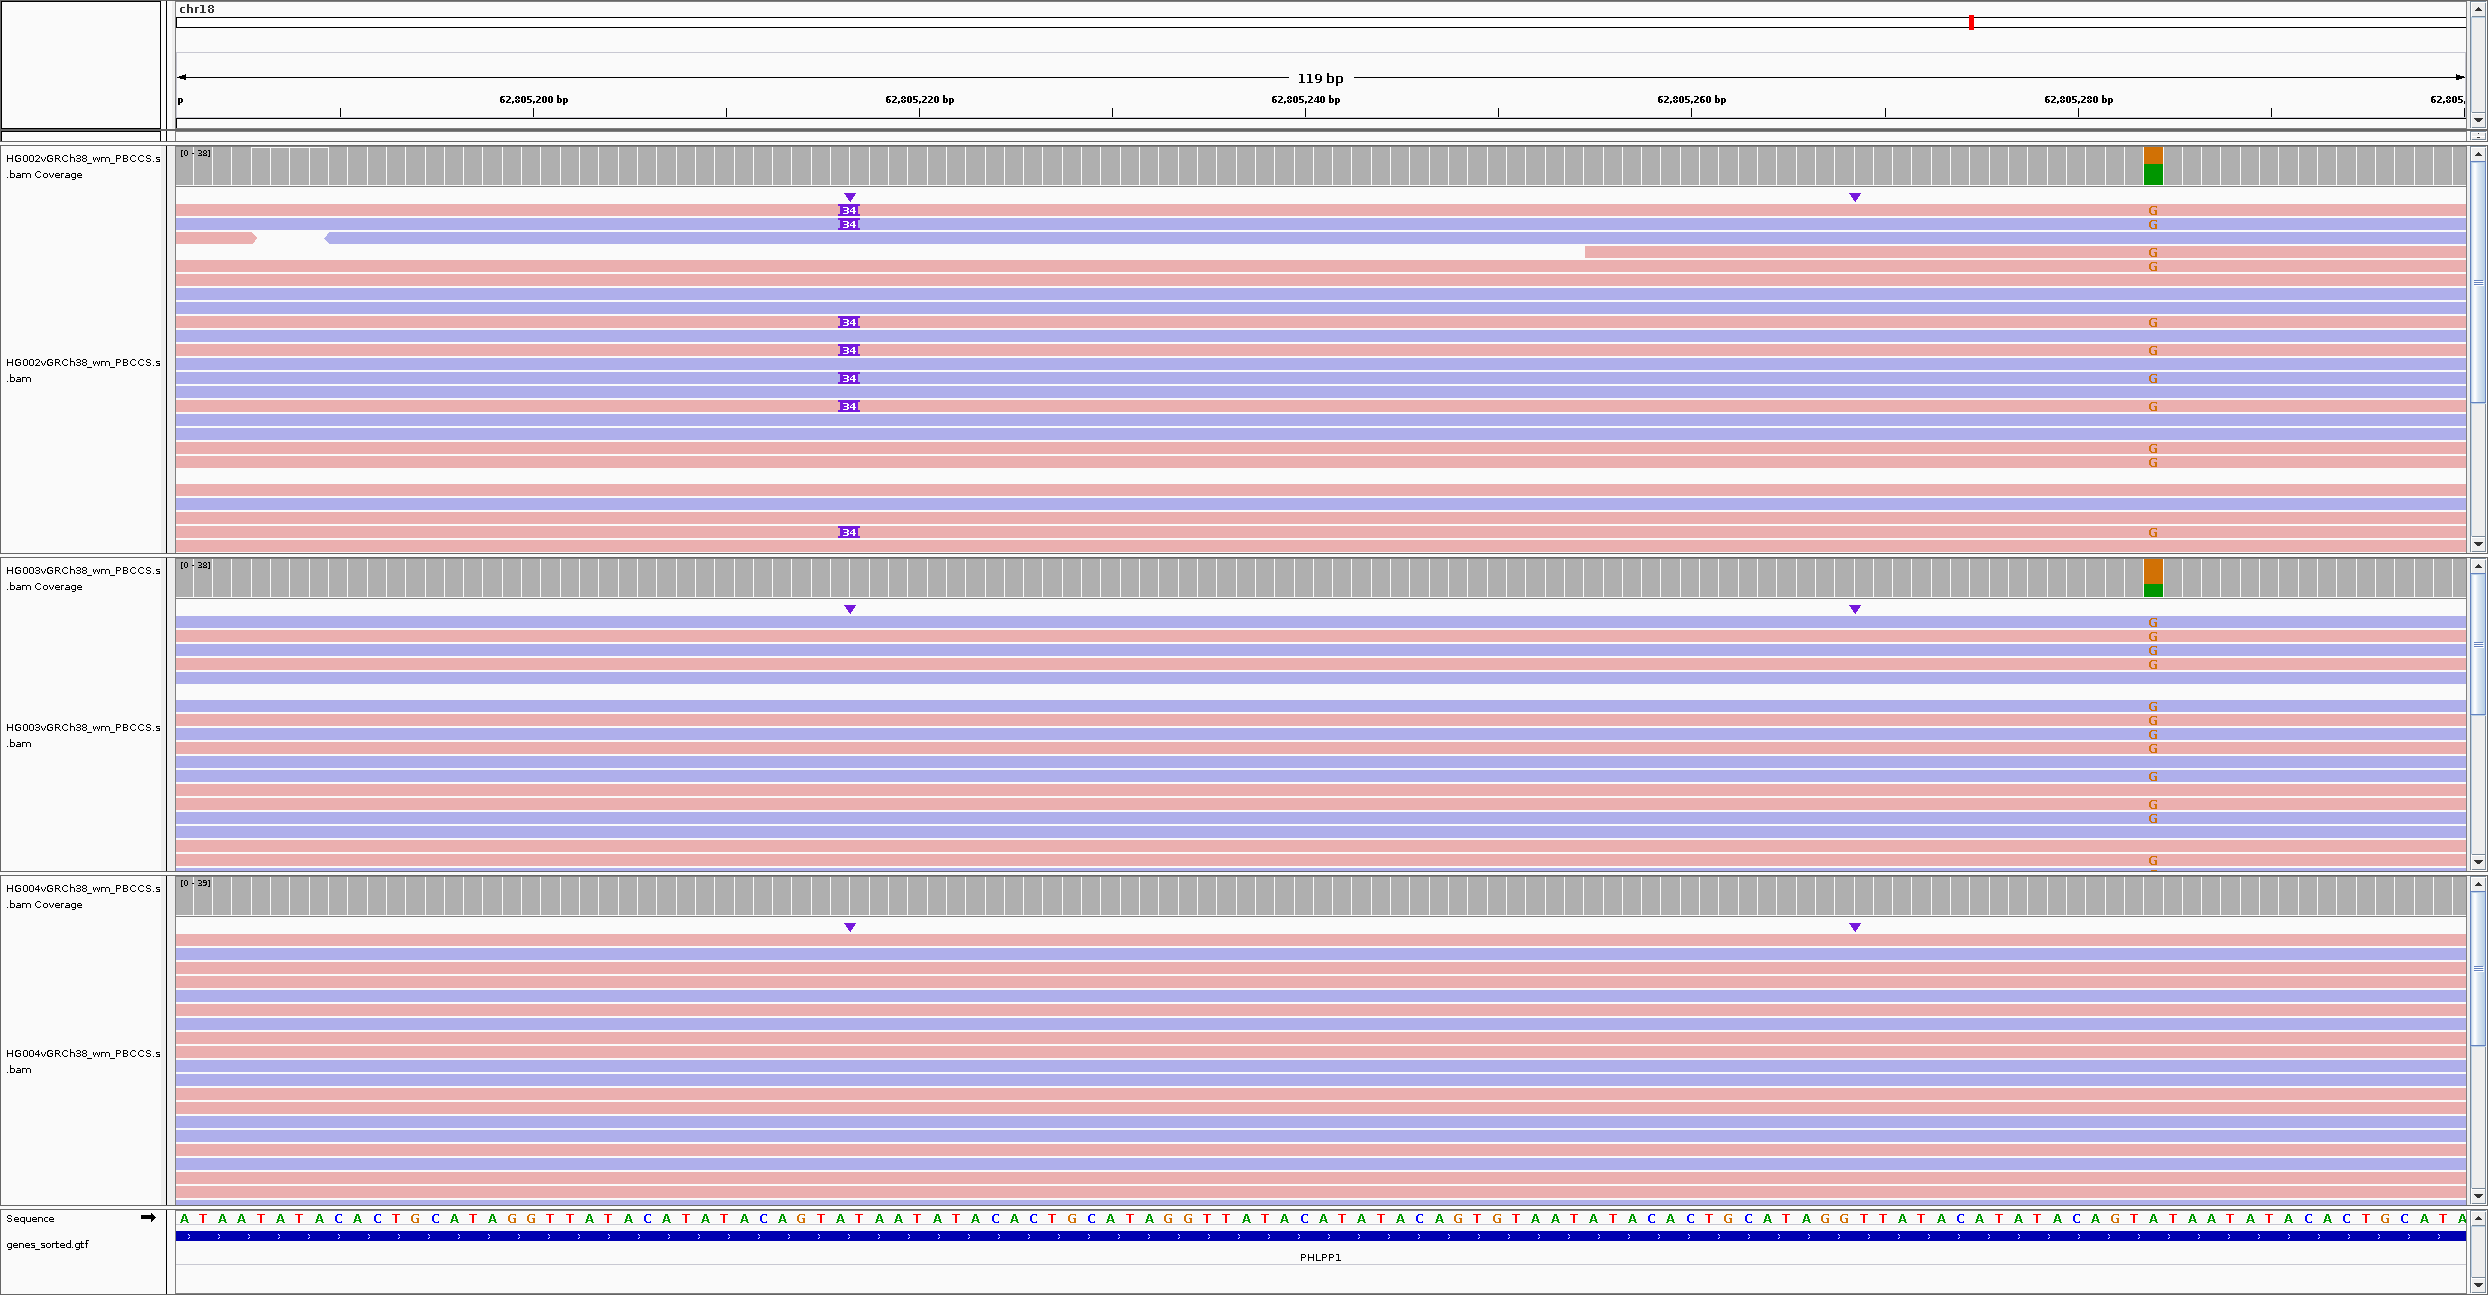 chr18
119 bp
p 62,805,200 bp 62,805,220 bp 62,805,240 bp 62,805,260 bp 62,805,280 bp 62,805,
HG002vGRCh38_wm_PBCCS.s
.bam Coverage
[0 - 38]
34 G
34 G
G
G
34 G
34 G
HG002vGRCh38_wm_PBCCS.s
.bam
34 G
34 G
G
G
34 G
HG003vGRCh38_wm_PBCCS.s
.bam Coverage
[0 - 38]
G
G
G
G
G
G
HG003vGRCh38_wm_PBCCS.s
.bam
G
G
G
G
G
G
HG004vGRCh38_wm_PBCCS.s
.bam Coverage
[0 - 39]
HG004vGRCh38_wm_PBCCS.s
.bam
Sequence
A T A A T A T A C A C T G C A T A G G T T A T A C A T A T A C A G T A T A A T A T A C A C T G C A T A G G T T A T A C A T A T A C A G T G T A A T A T A C A C T G C A T A G G T T A T A C A T A T A C A G T A T A A T A T A C A C T G C A T A
genes_sorted.gtf
PHLPP1